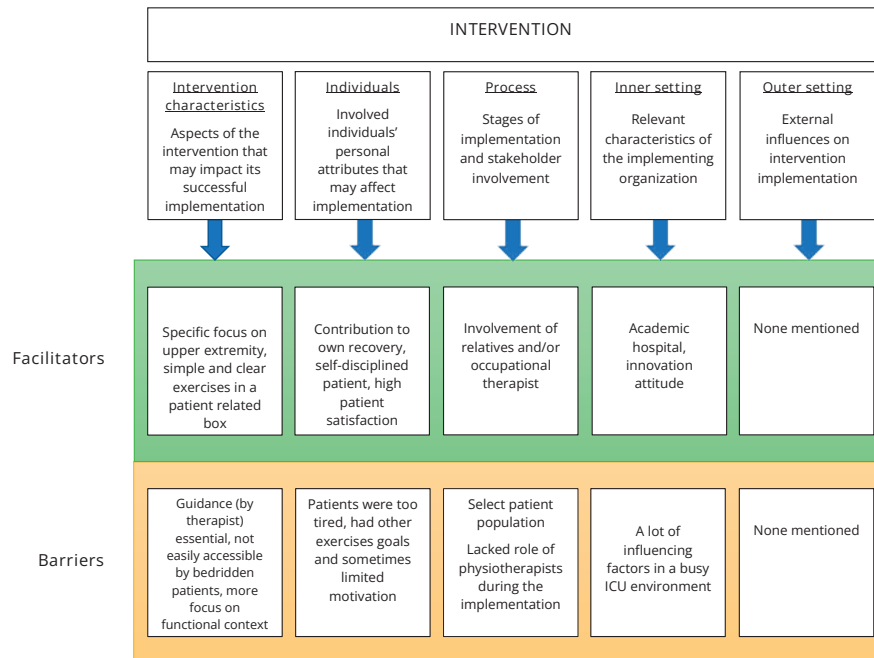 INTERVENTION
Intervention
characteristics
Aspects of the
intervention that
may impact its
successful
implementation
Individuals
Involved
individuals’
personal
attributes that
may affect
implementation
Process
Stages of
implementation
and stakeholder
involvement
Inner setting
Relevant
characteristics of
the implementing
organization
Outer setting
External
influences on
intervention
implementation
Facilitators
Specific focus on
upper extremity,
simple and clear
exercises in a
patient related
box
Contribution to
own recovery,
self-disciplined
patient, high
patient
satisfaction
Involvement of
relatives and/or
occupational
therapist
Academic
hospital,
innovation
attitude
None mentioned
Barriers
Guidance (by
therapist)
essential, not
easily accessible
by bedridden
patients, more
focus on
functional context
Patients were too
tired, had other
exercises goals
and sometimes
limited
motivation
Select patient
population
Lacked role of
physiotherapists
during the
implementation
A lot of
influencing
factors in a busy
ICU environment
None mentioned